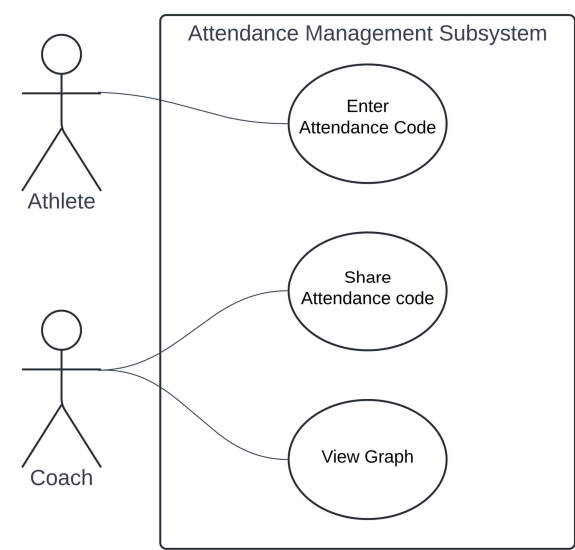 Attendance Management Subsystem
Enter
Attendance Code
Athlete
Share
Attendance code
View Graph
Coach